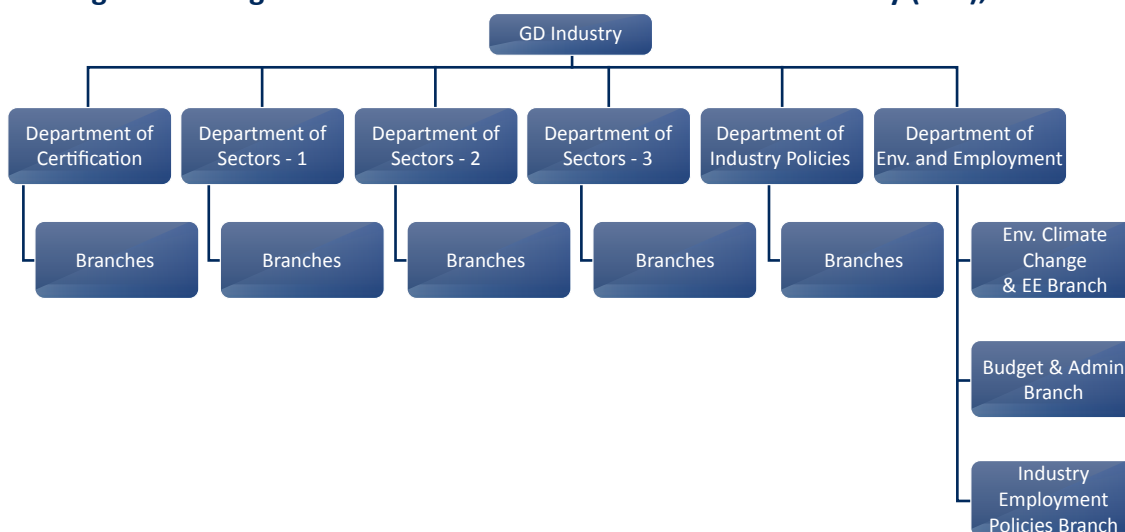 GD Industry
Department of
Certification
Department of
Sectors - 1
Department of
Sectors - 2
Department of
Sectors - 3
Department of
Industry Policies
Department of
Env. and Employment
Branches
Branches
Branches
Branches
Branches
Env. Climate
Change
& EE Branch
Budget & Admin
Branch
Industry
Employment
Policies Branch